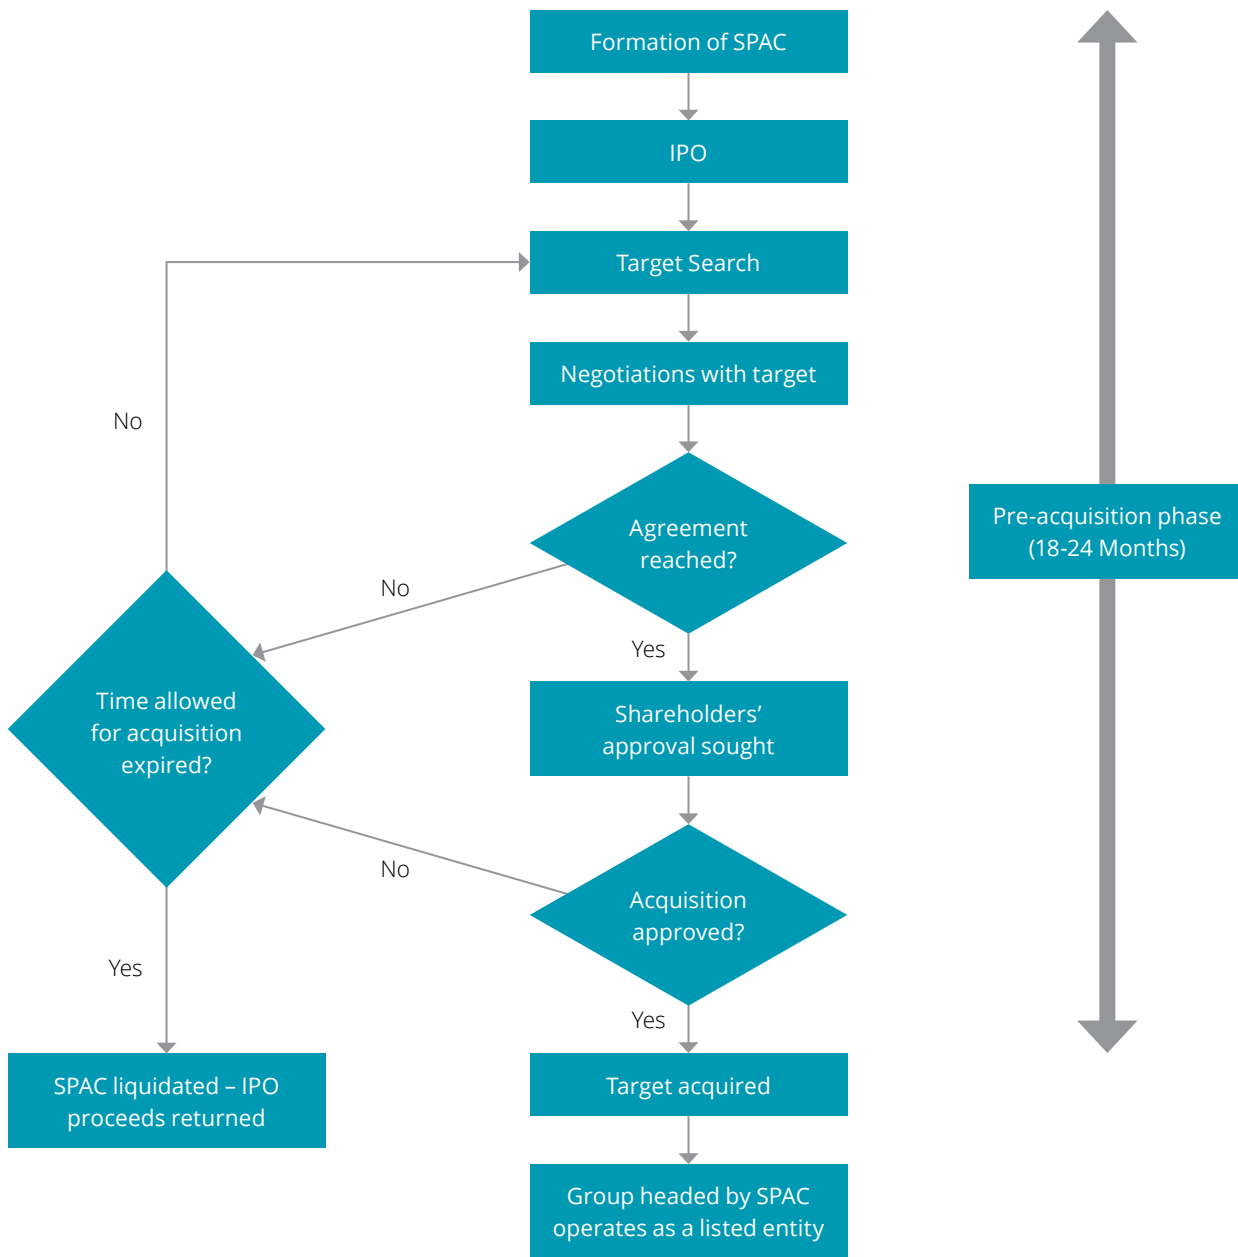 Formation of SPAC
IPO
Target Search
Negotiations with target
No
Agreement
reached?
Pre-acquisition phase
(18-24 Months)
No
Yes
Time allowed
for acquisition
expired?
Shareholders’
approval sought
No
Acquisition
approved?
Yes
Yes
SPAC liquidated – IPO
proceeds returned
Target acquired
Group headed by SPAC
operates as a listed entity